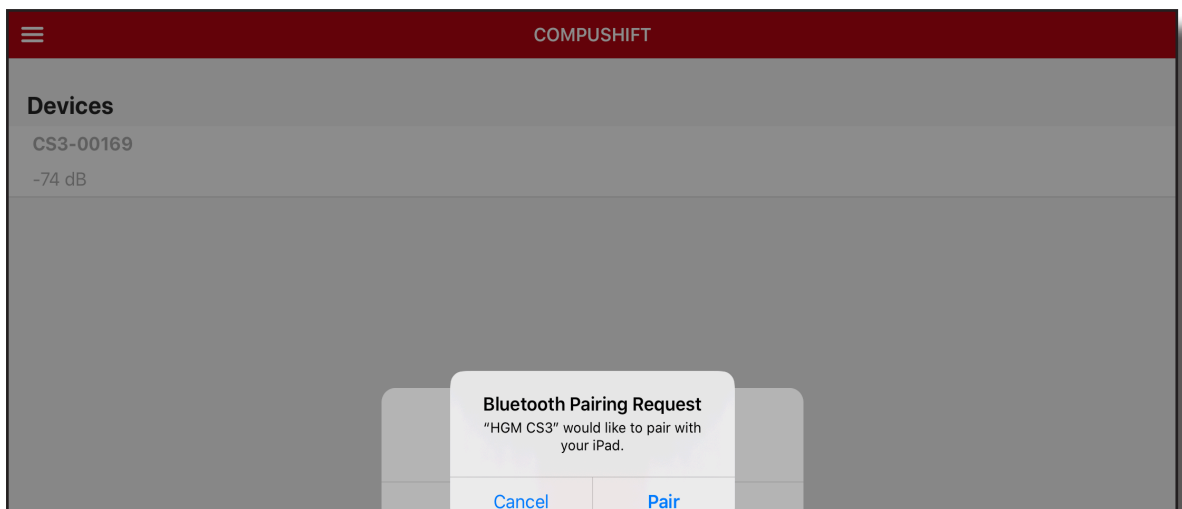 COMPUSHIFT
Devices
CS3-00169
-74 dB
Bluetooth Pairing Request
“HGM CS3” would like to pair with
your iPad.
Cancel Pair